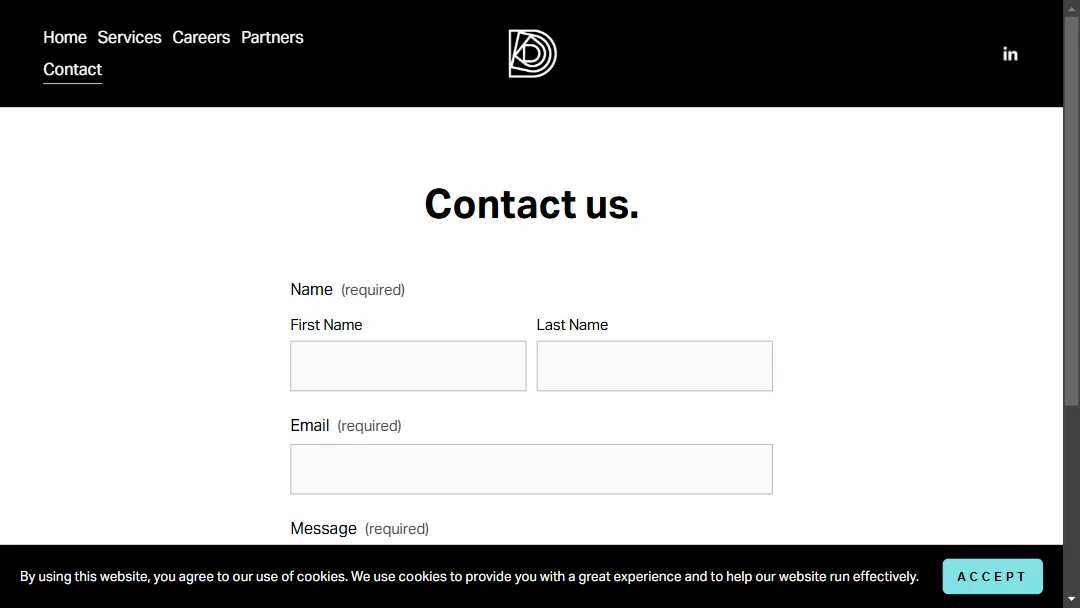 Home Services Careers Partners
Contact
in
Contact us.
Name (required)
First Name Last Name
Email (required)
Message (required)
By using this website, you agree to our use of cookies. We use cookies to provide you with a great experience and to help our website run effectively. ACCEPT